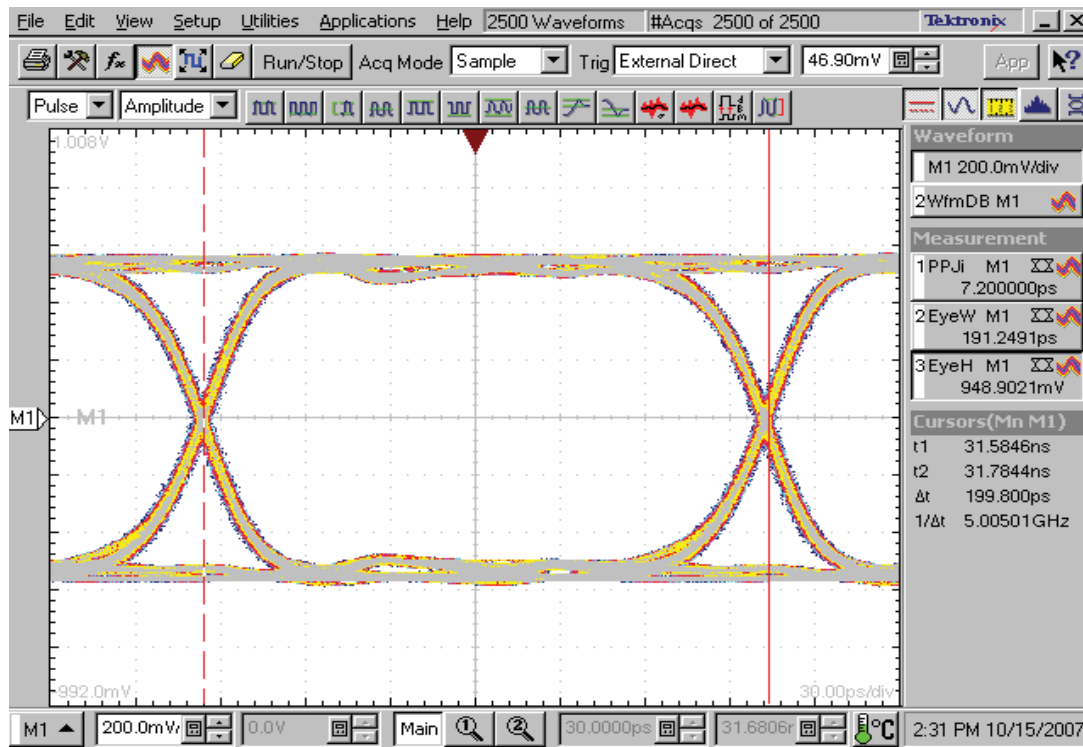 File Edit View Setup Utilities Applications Help 2500 Waveforms #Acqs 2500 of 2500 Tektronix
Run/Stop Acq Mode Sample Trig External Direct 46.90mV App
Pulse Amplitude
1.008V
Waveform
M1 200.0mV/div
2WfmDB M1
Measurement
1PPJi M1
7.200000ps
2EyeW M1
191.2491ps
3EyeH M1
948.9021mV
M1 M1
Cursors(Mn M1)
t1 31.5846ns
t2 31.7844ns
Δt 199.800ps
1/Δt 5.00501GHz
-992.0mV 30.00ps/div
M1 200.0mV 0.0V Main 1 2 30.0000ps 31.6806 °C 2:31 PM 10/15/2007